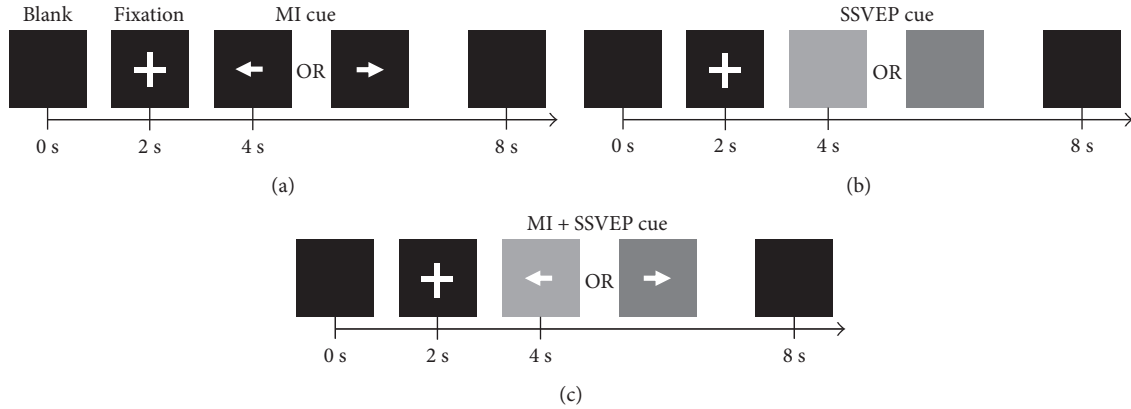 Blank Fixation MI cue
OR
0 s 2 s 4 s 8 s
(a)
SSVEP cue
OR
0 s 2 s 4 s 8 s
(b)
MI + SSVEP cue
OR
0 s 2 s 4 s 8 s
(c)